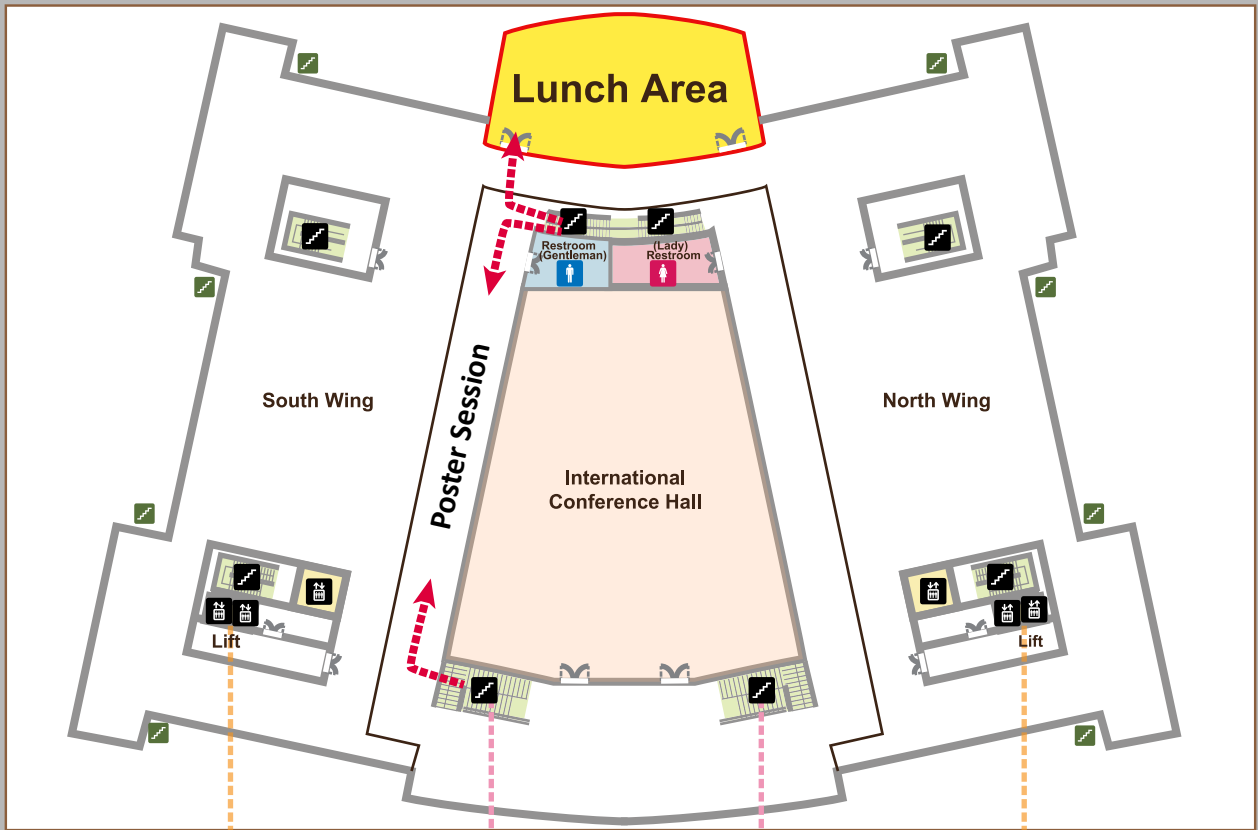 Lunch Area
Restroom
(Gentleman)
(Lady)
Restroom
Poster Session
South Wing
North Wing
International
Conference Hall
Lift
Lift